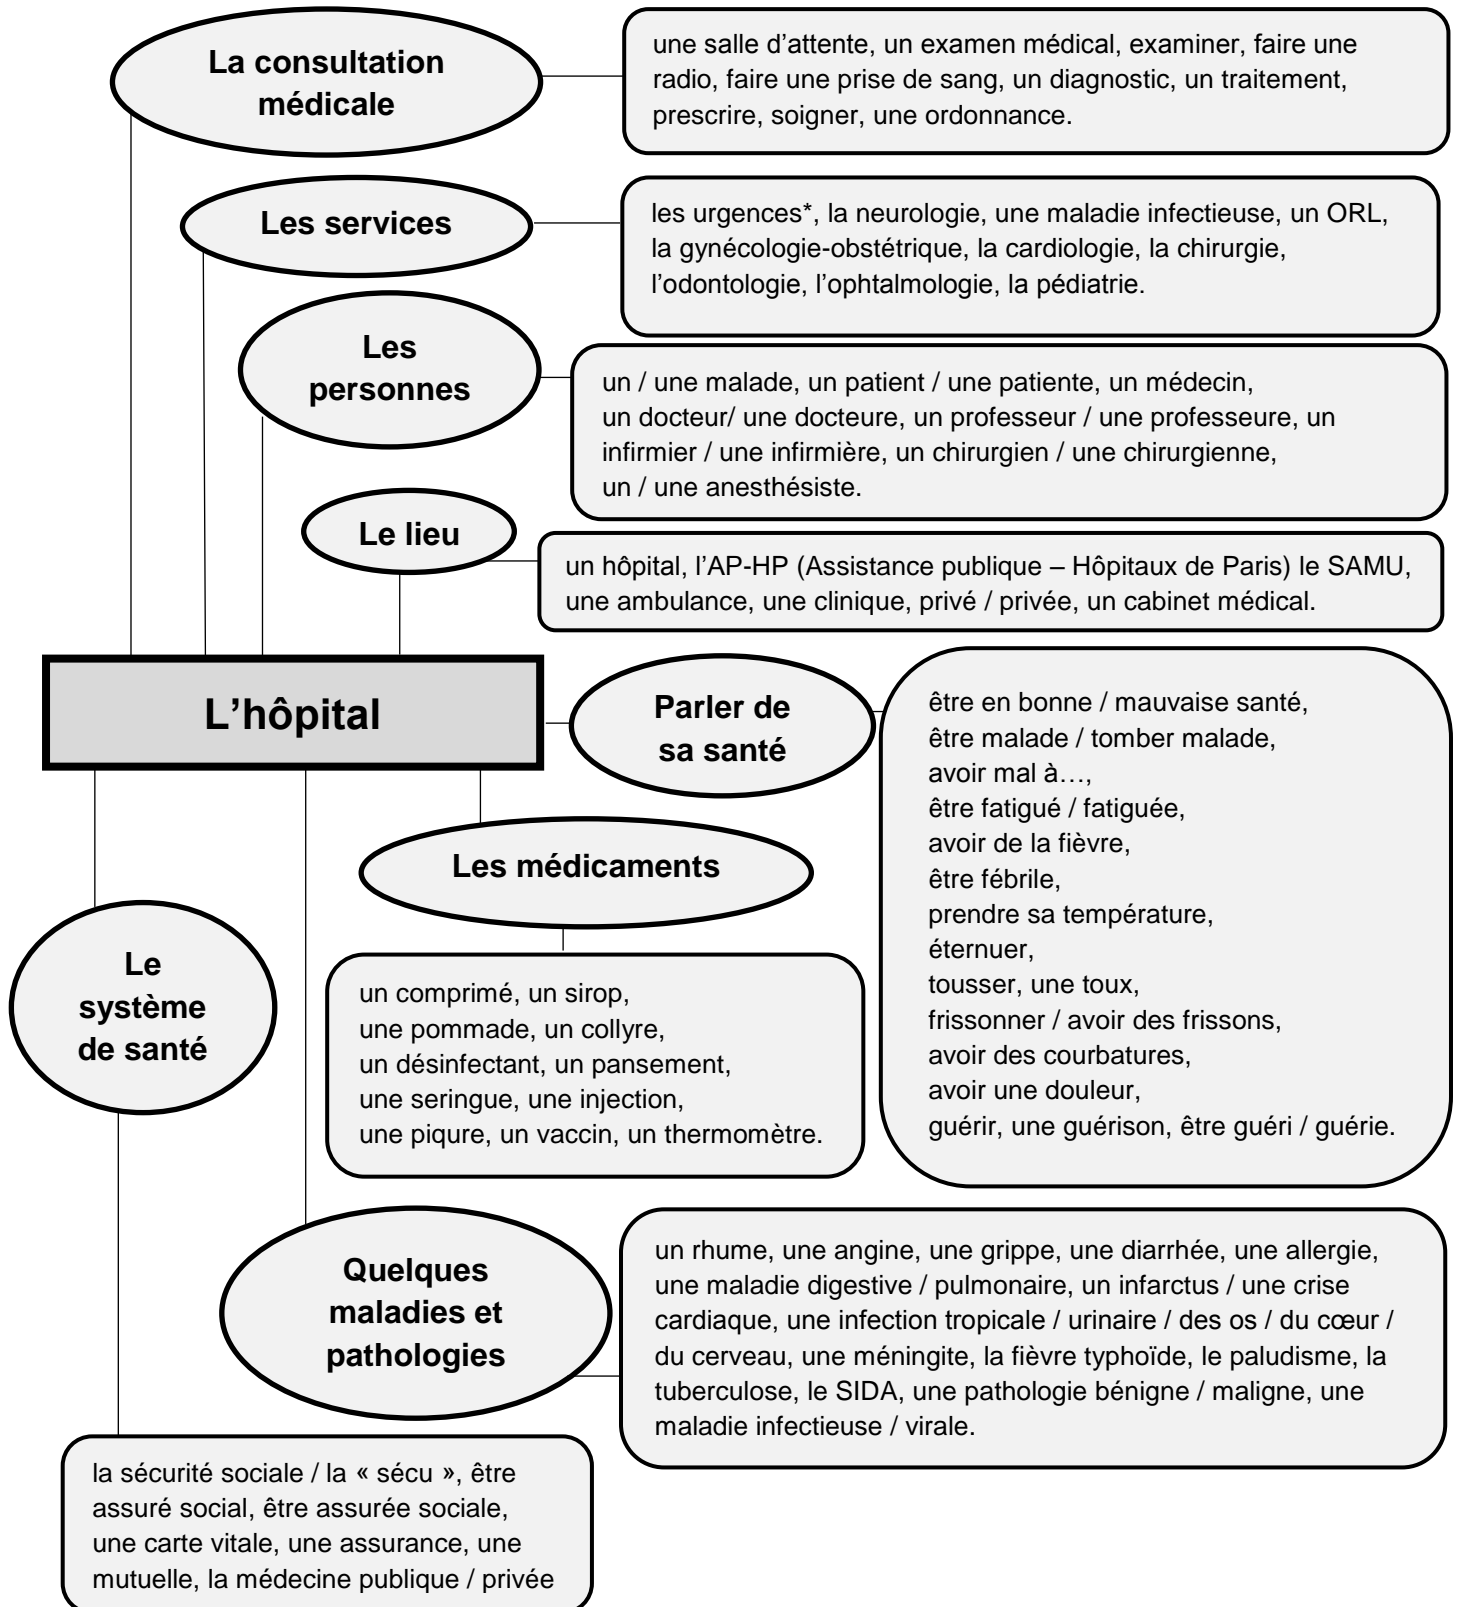 La consultation
médicale
une salle d’attente, un examen médical, examiner, faire une
radio, faire une prise de sang, un diagnostic, un traitement,
prescrire, soigner, une ordonnance.
Les services
les urgences*, la neurologie, une maladie infectieuse, un ORL,
la gynécologie-obstétrique, la cardiologie, la chirurgie,
l’odontologie, l’ophtalmologie, la pédiatrie.
Les
personnes
un / une malade, un patient / une patiente, un médecin,
un docteur/ une docteure, un professeur / une professeure, un
infirmier / une infirmière, un chirurgien / une chirurgienne,
un / une anesthésiste.
Le lieu
un hôpital, l’AP-HP (Assistance publique – Hôpitaux de Paris) le SAMU,
une ambulance, une clinique, privé / privée, un cabinet médical.
L’hôpital
Parler de
sa santé
être en bonne / mauvaise santé,
être malade / tomber malade,
avoir mal à…,
être fatigué / fatiguée,
avoir de la fièvre,
être fébrile,
prendre sa température,
éternuer,
tousser, une toux,
frissonner / avoir des frissons,
avoir des courbatures,
avoir une douleur,
guérir, une guérison, être guéri / guérie.
Les médicaments
un comprimé, un sirop,
une pommade, un collyre,
un désinfectant, un pansement,
une seringue, une injection,
une piqure, un vaccin, un thermomètre.
Le
système
de santé
Quelques
maladies et
pathologies
un rhume, une angine, une grippe, une diarrhée, une allergie,
une maladie digestive / pulmonaire, un infarctus / une crise
cardiaque, une infection tropicale / urinaire / des os / du cœur /
du cerveau, une méningite, la fièvre typhoïde, le paludisme, la
tuberculose, le SIDA, une pathologie bénigne / maligne, une
maladie infectieuse / virale.
la sécurité sociale / la « sécu », être
assuré social, être assurée sociale,
une carte vitale, une assurance, une
mutuelle, la médecine publique / privée